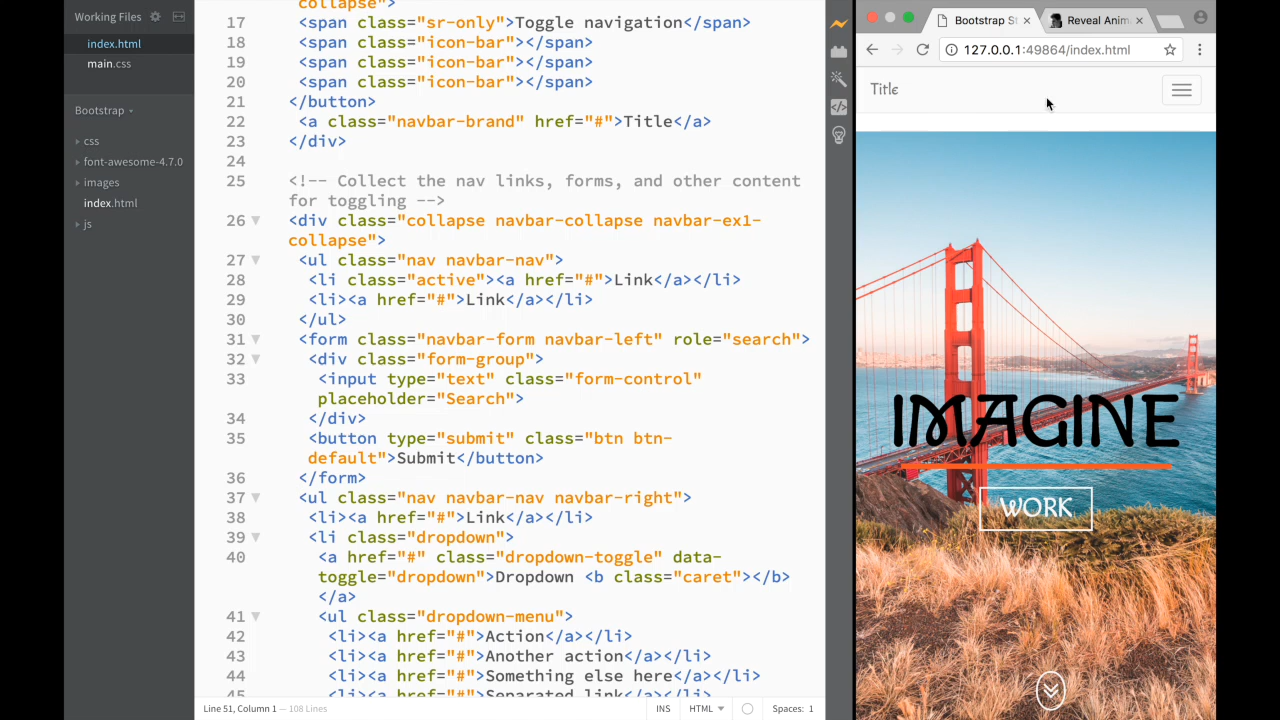 Working Files
index.html
main.css
Bootstrap
css
font-awesome-4.7.0
images
index.html
js
collapse">
17 <span class="sr-only">Toggle navigation</span>
18 <span class="icon-bar"></span>
19 <span class="icon-bar"></span>
20 <span class="icon-bar"></span>
21 </button>
22 <a class="navbar-brand" href="#">Title</a>
23 </div>
24
25 <!-- Collect the nav links, forms, and other content
for toggling -->
26 <div class="collapse navbar-collapse navbar-ex1-
collapse">
27 <ul class="nav navbar-nav">
28 <li class="active"><a href="#">Link</a></li>
29 <li><a href="#">Link</a></li>
30 </ul>
31 <form class="navbar-form navbar-left" role="search">
32 <div class="form-group">
33 <input type="text" class="form-control"
placeholder="Search">
34 </div>
35 <button type="submit" class="btn btn-
default">Submit</button>
36 </form>
37 <ul class="nav navbar-nav navbar-right">
38 <li><a href="#">Link</a></li>
39 <li class="dropdown">
40 <a href="#" class="dropdown-toggle" data-
toggle="dropdown">Dropdown <b class="caret"></b>
</a>
41 <ul class="dropdown-menu">
42 <li><a href="#">Action</a></li>
43 <li><a href="#">Another action</a></li>
44 <li><a href="#">Something else here</a></li>
45 <li><a href="#">Separated link</a></li>
Line 51, Column 1 — 108 Lines
INS HTML Spaces: 1
Bootstrap St
Reveal Anim
127.0.0.1:49864/index.html
Title
IMAGINE
WORK